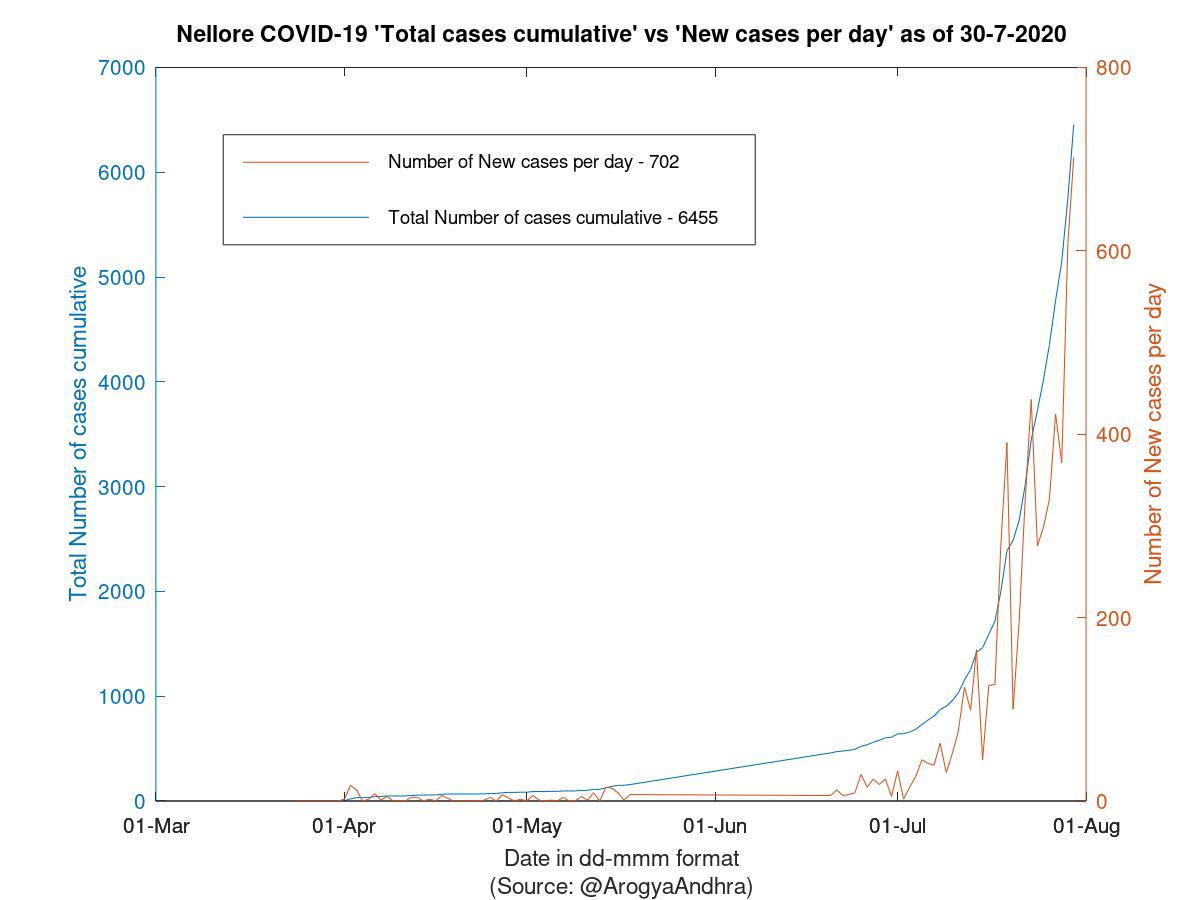 Nellore COVID-19 'Total cases cumulative' vs 'New cases per day' as of 30-7-2020
7000
6000
5000
4000
3000
2000
1000
0
Total Number of cases cumulative
Number of New cases per day - 702
Total Number of cases cumulative - 6455
800
600
400
200
0
Number of New cases per day
01-Mar 01-Apr 01-May 01-Jun 01-Jul 01-Aug
Date in dd-mmm format
(Source: @ArogyaAndhra)